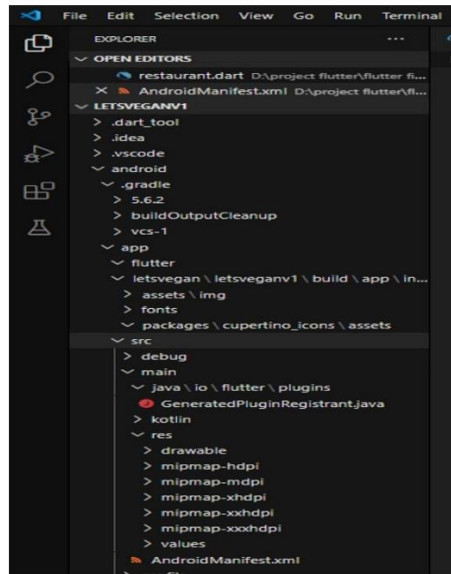 File Edit Selection View Go Run Terminal
EXPLORER ...
OPEN EDITORS
restaurant.dart D:\project flutter\flutter fi...
AndroidManifest.xml D:\project flutter\fl...
LETSVEGANV1
.dart_tool
.idea
.vscode
android
.gradle
5.6.2
buildOutputCleanup
vcs-1
app
flutter
letsvegan \ letsveganv1 \ build \ app \ in...
assets \ img
fonts
packages \ cupertino_icons \ assets
src
debug
main
java \ io \ flutter \ plugins
GeneratedPluginRegistrant.java
kotlin
res
drawable
mipmap-hdpi
mipmap-mdpi
mipmap-xhdpi
mipmap-xxhdpi
mipmap-xxxhdpi
values
AndroidManifest.xml